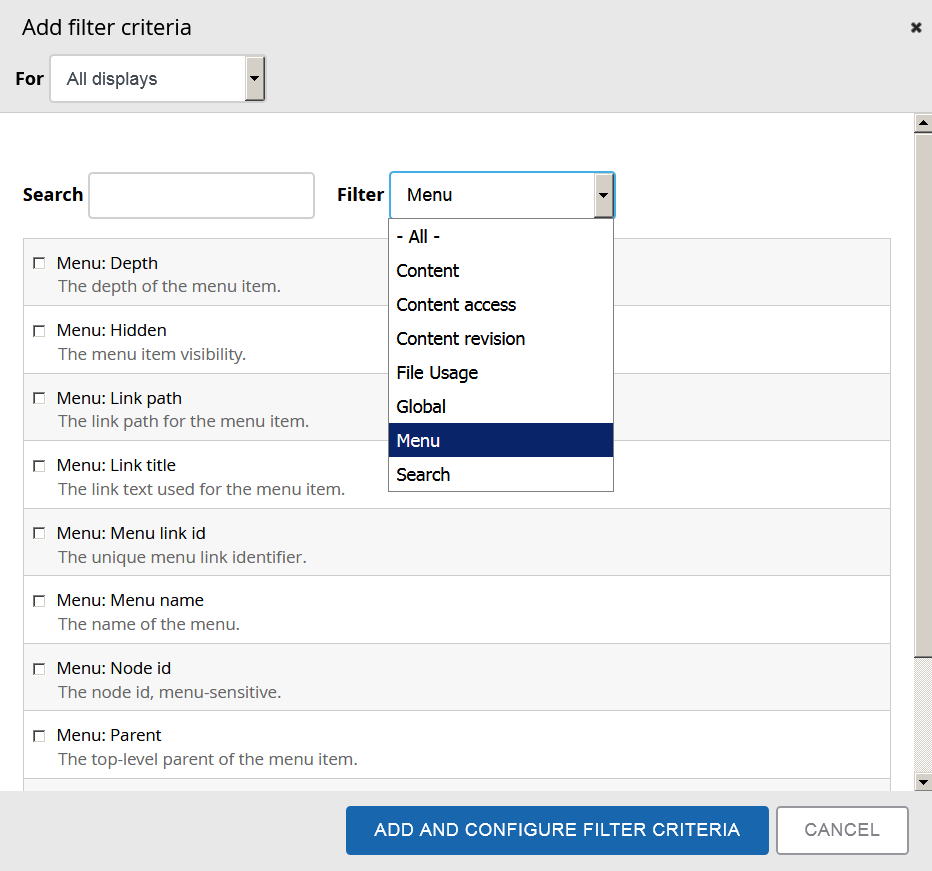 Add filter criteria
For All displays
Search Filter Menu
- All -
Content
Content access
Content revision
File Usage
Global
Menu
Search
Menu: Depth
The depth of the menu item.
Menu: Hidden
The menu item visibility.
Menu: Link path
The link path for the menu item.
Menu: Link title
The link text used for the menu item.
Menu: Menu link id
The unique menu link identifier.
Menu: Menu name
The name of the menu.
Menu: Node id
The node id, menu-sensitive.
Menu: Parent
The top-level parent of the menu item.
ADD AND CONFIGURE FILTER CRITERIA CANCEL